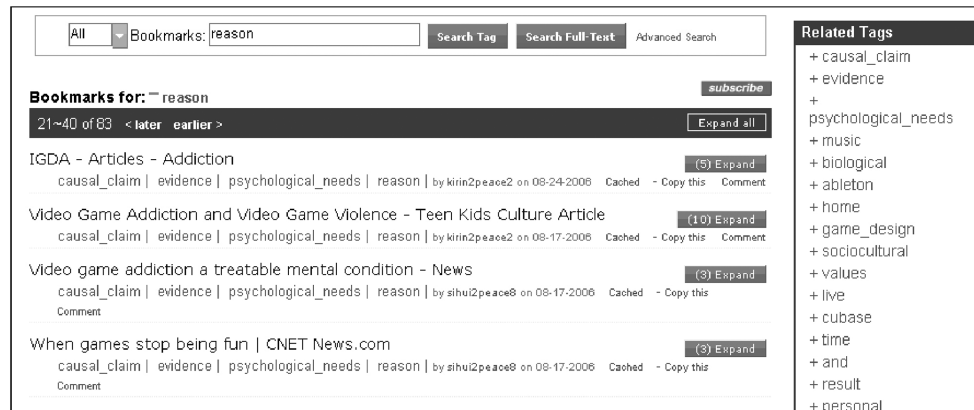 All Bookmarks: reason Search Tag Search Full-Text Advanced Search
subscribe
Bookmarks for: reason
21~40 of 83 < later earlier > Expand all
IGDA - Articles - Addiction (5) Expand
causal_claim | evidence | psychological_needs | reason | by kirin2peace2 on 08-24-2006 Cached - Copy this Comment
Video Game Addiction and Video Game Violence - Teen Kids Culture Article (10) Expand
causal_claim | evidence | psychological_needs | reason | by kirin2peace2 on 08-17-2006 Cached - Copy this Comment
Video game addiction a treatable mental condition - News (3) Expand
causal_claim | evidence | psychological_needs | reason | by sihui2peace8 on 08-17-2006 Cached - Copy this
Comment
When games stop being fun | CNET News.com (3) Expand
causal_claim | evidence | psychological_needs | reason | by sihui2peace8 on 08-17-2006 Cached - Copy this
Comment
Related Tags
+ causal_claim
+ evidence
+
psychological_needs
+ music
+ biological
+ ableton
+ home
+ game_design
+ sociocultural
+ values
+ live
+ cubase
+ time
+ and
+ result
+ personal